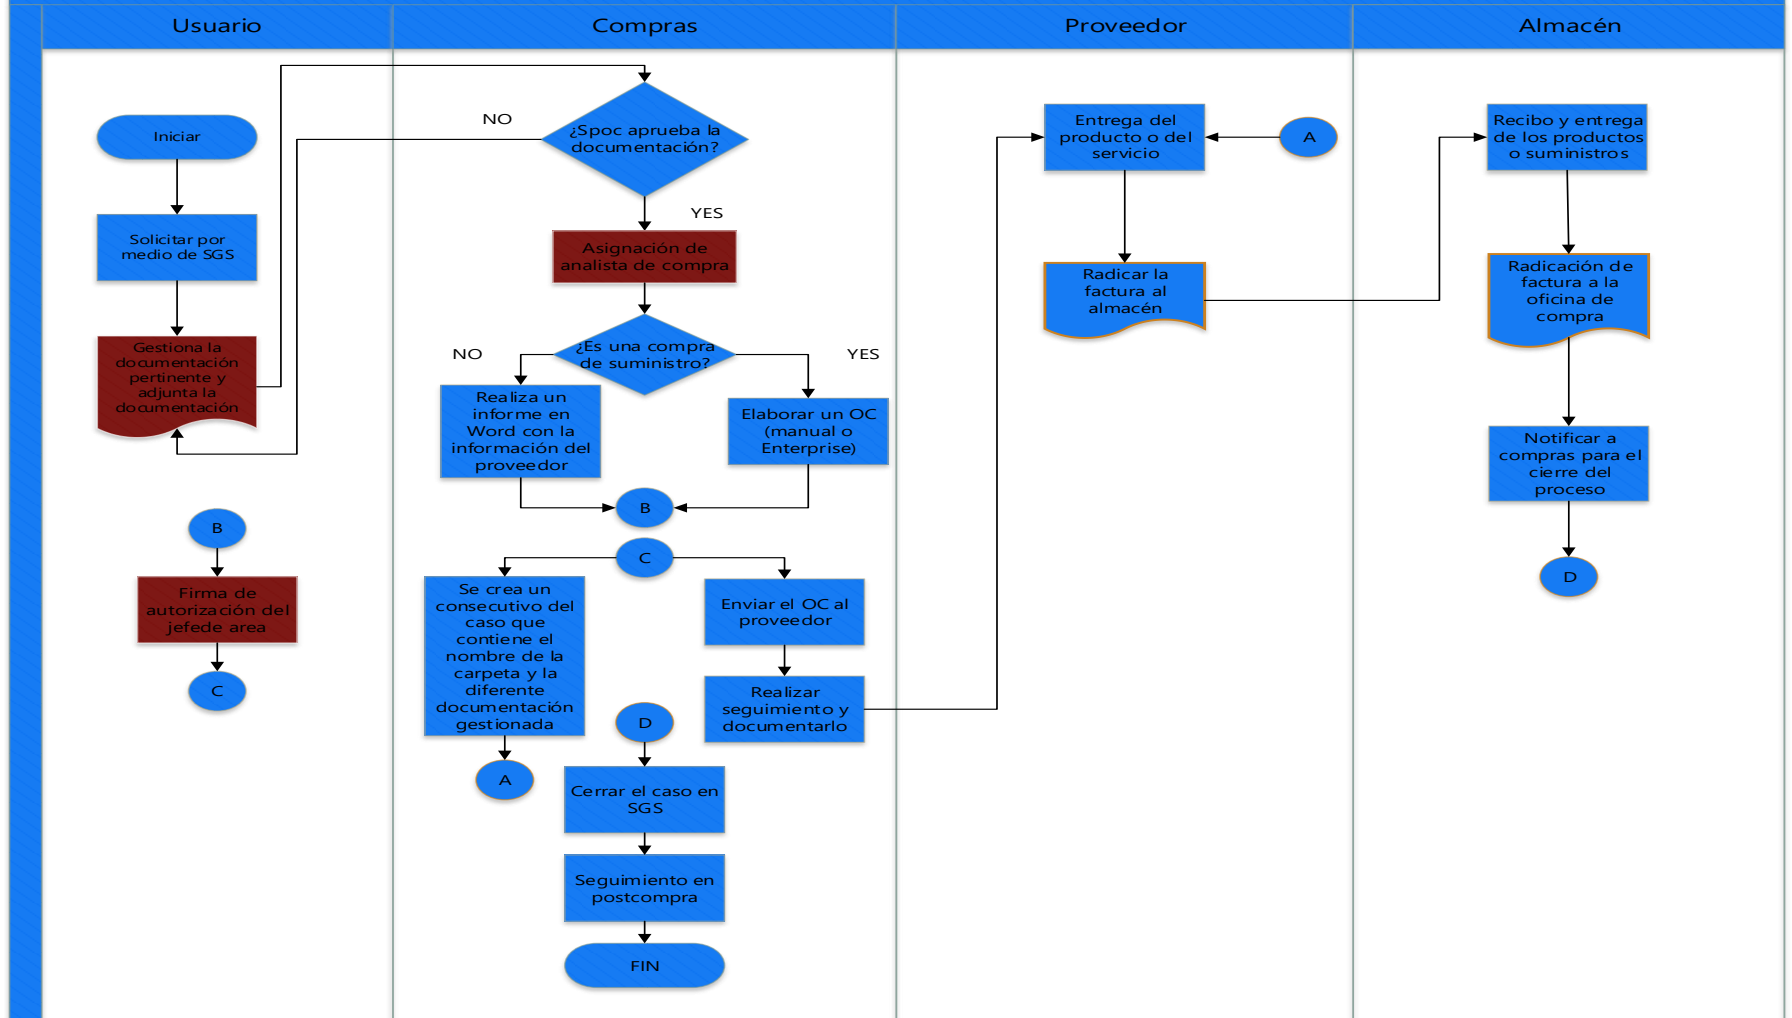 Usuario
Compras
Proveedor
Almacén
Iniciar
Solicitar por
medio de SGS
Gestiona la
documentación
pertinente y
adjunta la
documentación
B
Firma de
autorización del
jefede area
C
¿Spoc aprueba la
documentación?
NO
YES
Asignación de
analista de compra
¿Es una compra
de suministro?
NO
YES
Realiza un
informe en
Word con la
información del
proveedor
Elaborar un OC
(manual o
Enterprise)
B
C
Se crea un
consecutivo del
caso que
contiene el
nombre de la
carpeta y la
diferente
documentación
gestionada
A
Enviar el OC al
proveedor
Realizar
seguimiento y
documentarlo
D
Cerrar el caso en
SGS
Seguimiento en
postcompra
FIN
Entrega del
producto o del
servicio
A
Radicar la
factura al
almacén
Recibo y entrega
de los productos
o suministros
Radicación de
factura a la
oficina de
compra
Notificar a
compras para el
cierre del
proceso
D